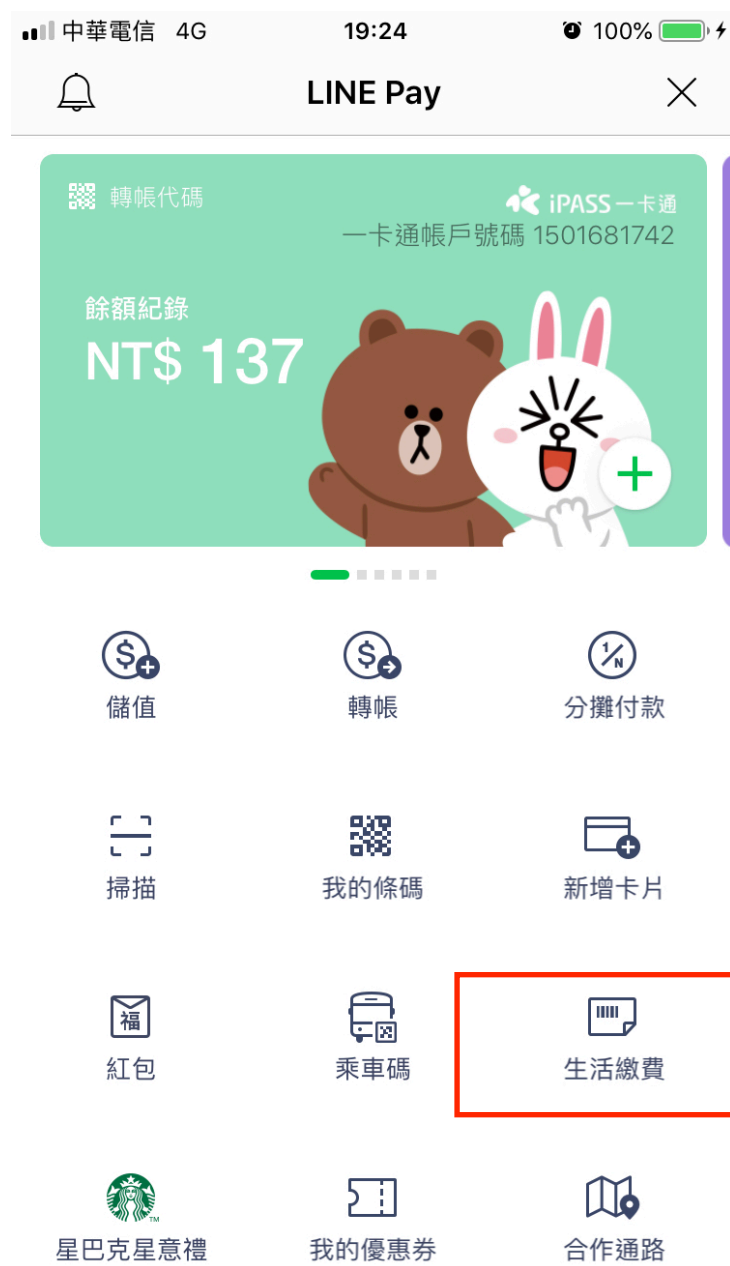 中華電信 4G 19:24 100%
LINE Pay
轉帳代碼
iPASS 一卡通
一卡通帳戶號碼 1501681742
餘額紀錄
NT$ 137
儲值 轉帳 分攤付款
掃描 我的條碼 新增卡片
福
紅包 乘車碼 生活繳費
星巴克星意禮 我的優惠券 合作通路